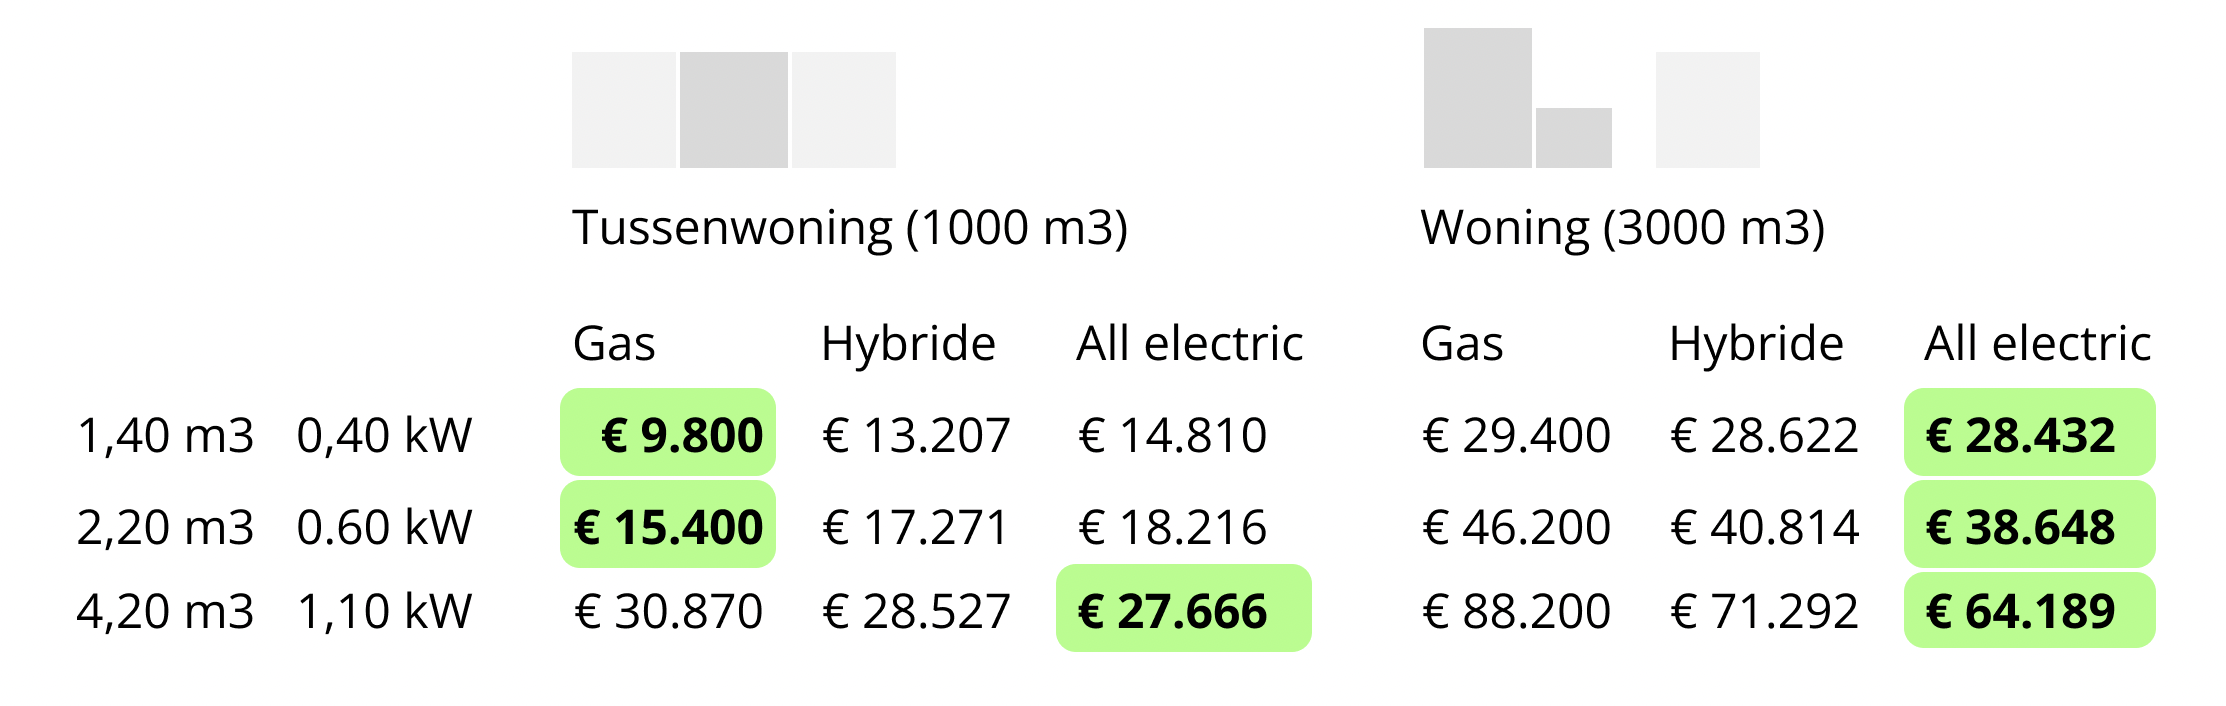 Tussenwoning (1000 m3) Woning (3000 m3)
Gas Hybride All electric Gas Hybride All electric
1,40 m3 0,40 kW € 9.800 € 13.207 € 14.810 € 29.400 € 28.622 € 28.432
2,20 m3 0.60 kW € 15.400 € 17.271 € 18.216 € 46.200 € 40.814 € 38.648
4,20 m3 1,10 kW € 30.870 € 28.527 € 27.666 € 88.200 € 71.292 € 64.189